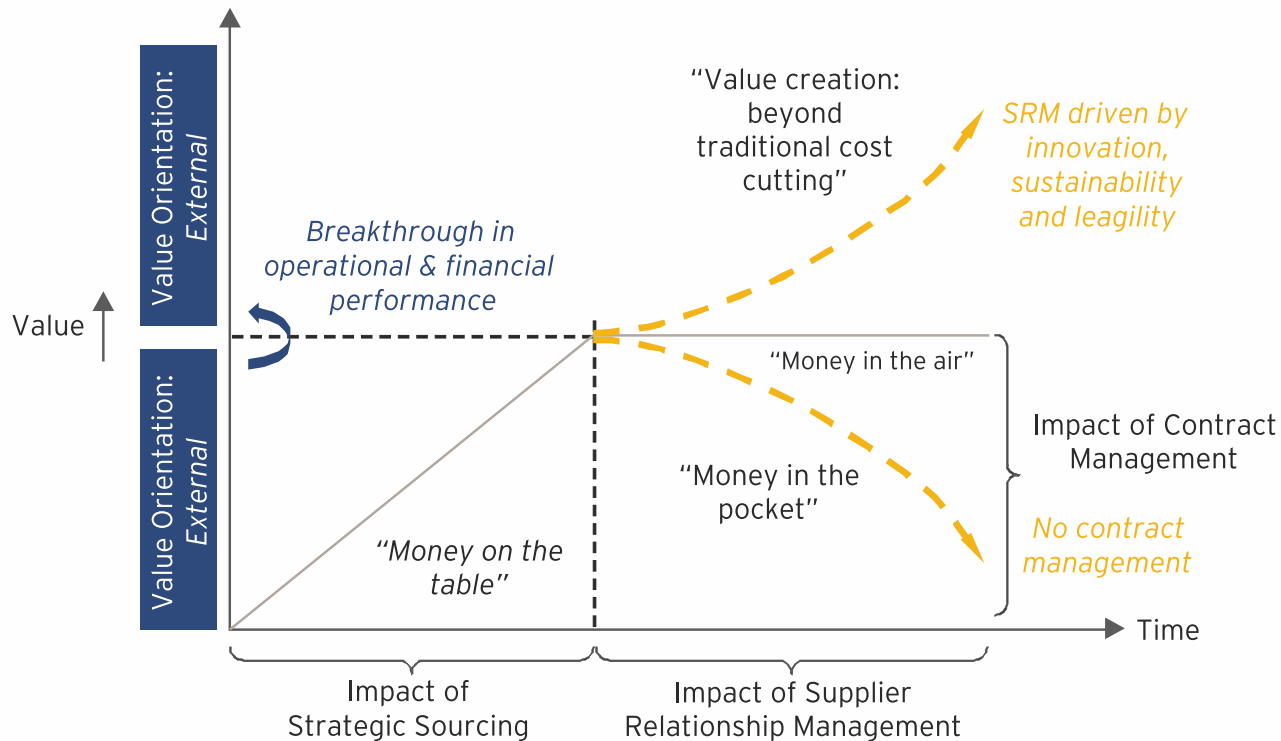 Value
Value Orientation:
External
Value Orientation:
External
Breakthrough in
operational & financial
performance
“Value creation:
beyond
traditional cost
cutting”
SRM driven by
innovation,
sustainability
and leagility
“Money in the air”
“Money in the
pocket”
“Money on the
table”
Impact of Contract
Management
No contract
management
Time
Impact of
Strategic Sourcing
Impact of Supplier
Relationship Management